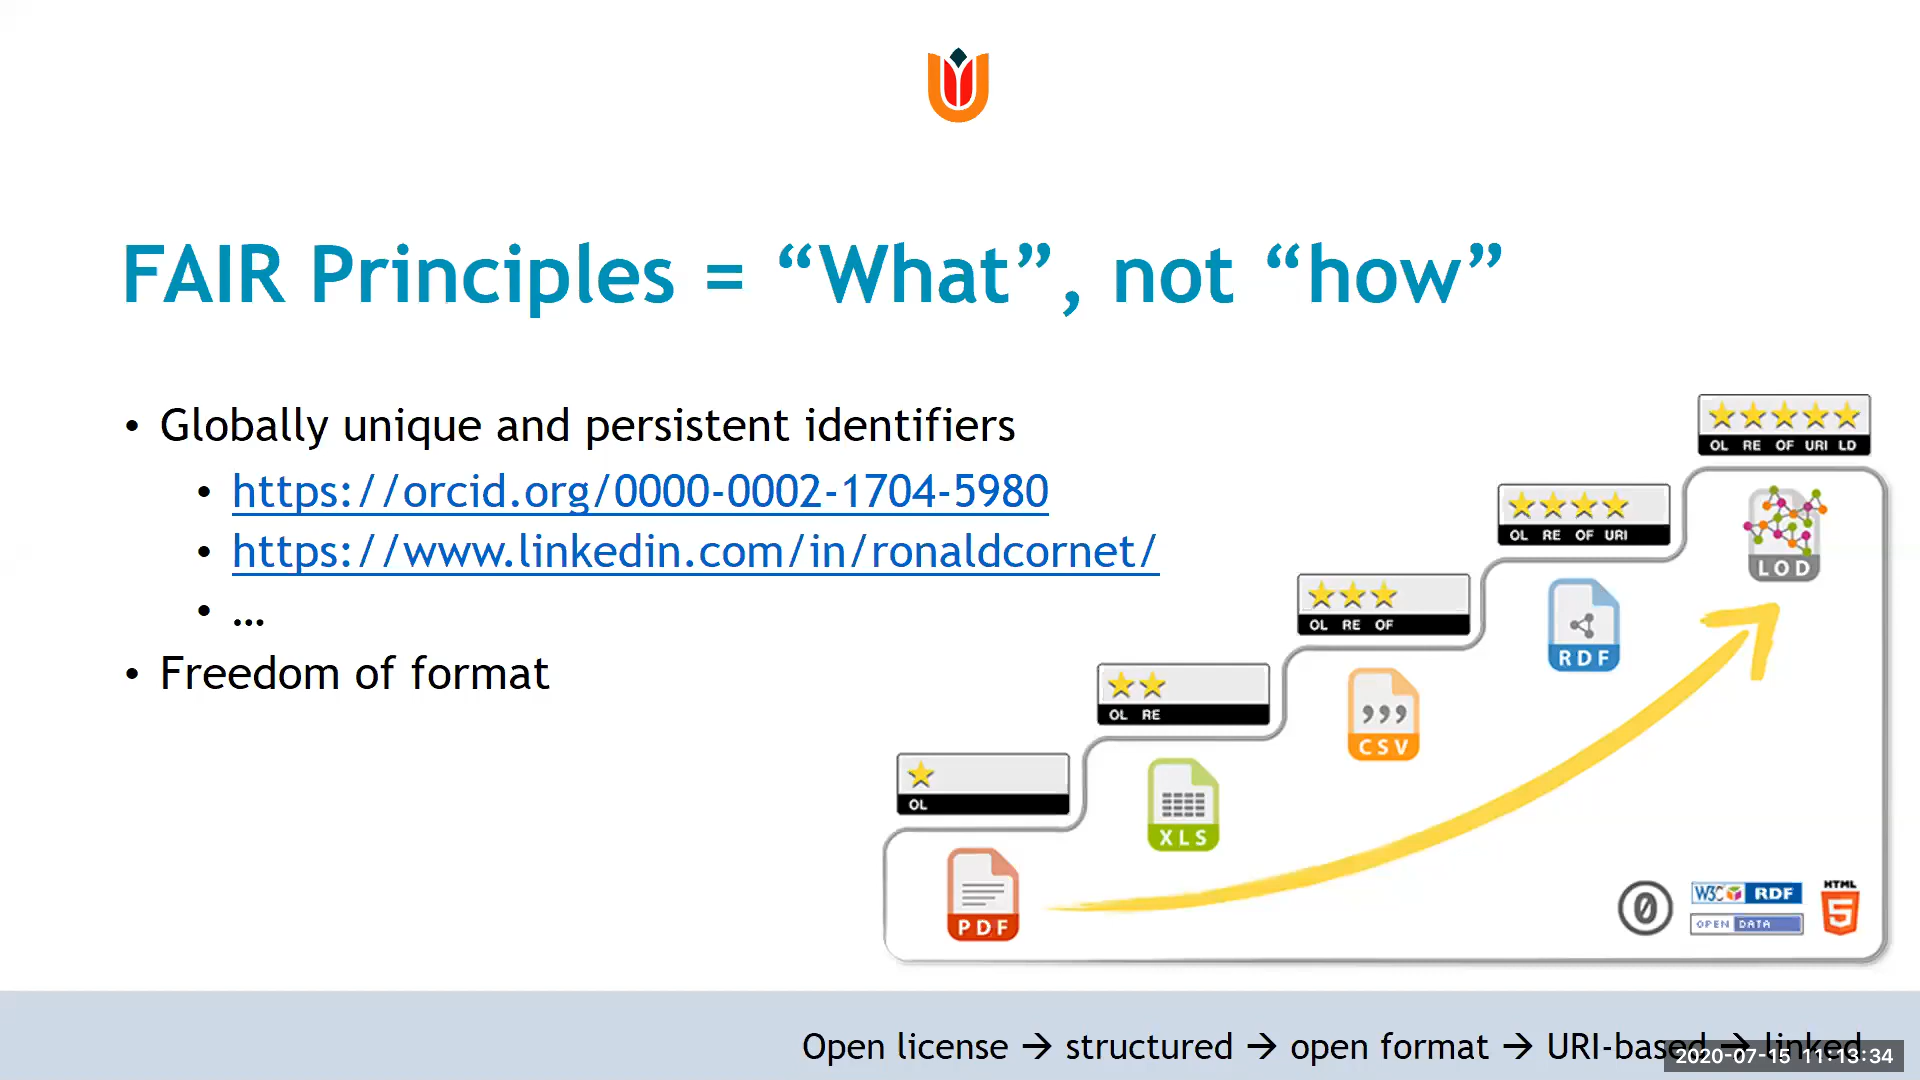 FAIR Principles = “What”, not “how”
• Globally unique and persistent identifiers
• https://orcid.org/0000-0002-1704-5980
• https://www.linkedin.com/in/ronaldcornet/
• …
• Freedom of format
OL RE OF URI LD
LOD
OL RE OF URI
RDF
OL RE OF
CSV
OL RE
XLS
OL
PDF
0
W3C RDF
OPEN DATA
HTML
5
Open license → structured → open format → URI-based → linked
2020-07-15 11:13:34